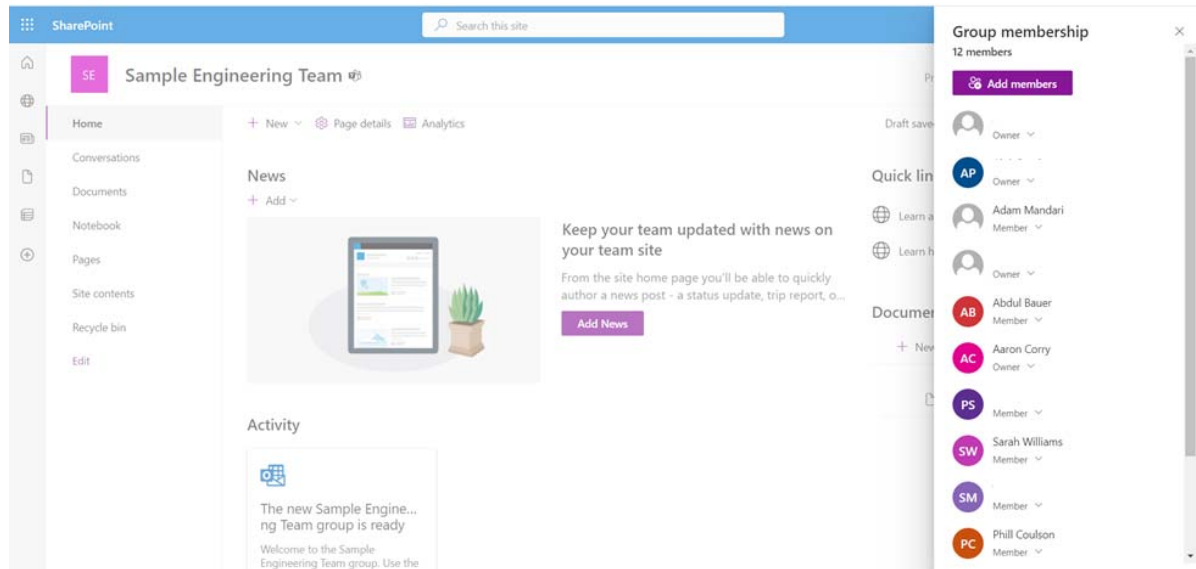 SharePoint
Search this site
SE
Sample Engineering Team
Home
Conversations
Documents
Notebook
Pages
Site contents
Recycle bin
Edit
+ New
Page details
Analytics
Draft save
News
+ Add
Keep your team updated with news on
your team site
From the site home page you'll be able to quickly
author a news post - a status update, trip report, o...
Add News
Quick lin
Learn a
Learn h
Documen
+ New
Activity
The new Sample Engine...
ng Team group is ready
Welcome to the Sample
Engineering Team group. Use the
Group membership
12 members
Add members
Owner
AP
Owner
Adam Mandari
Member
Owner
AB
Abdul Bauer
Member
AC
Aaron Corry
Owner
PS
Member
SW
Sarah Williams
Member
SM
Member
PC
Phill Coulson
Member